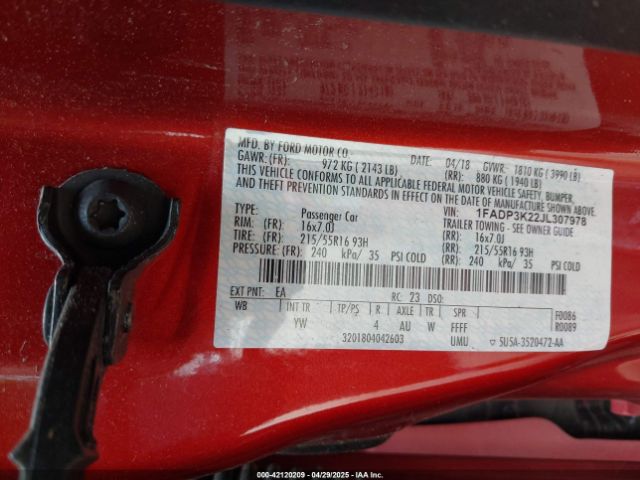 MFD. BY FORD MOTOR CO.
DATE: 04/18 GVWR: 1810 KG ( 3990 LB)
GAWR: (FR): 972 KG ( 2143 LB) (RR): 880 KG ( 1940 LB)
THIS VEHICLE CONFORMS TO ALL APPLICABLE FEDERAL MOTOR VEHICLE SAFETY, BUMPER,
AND THEFT PREVENTION STANDARDS IN EFFECT ON THE DATE OF MANUFACTURE SHOWN ABOVE.
VIN: 1FADP3K22JL307978
TYPE: Passenger Car TRAILER TOWING - SEE OWNER GUIDE
RIM: (FR): 16x7.0J (RR): 16x7.0J
TIRE: (FR): 215/55R16 93H (RR): 215/55R16 93H
PRESSURE: (FR): 240 kPa/ 35 PSI COLD (RR): 240 kPa/ 35 PSI COLD
EXT PNT: EA RC: 23 DSO:
WB INT TR TP/PS R AXLE TR SPR F0086
YW 4 AU W FFFF R0089
3201804042603 UMU ▽ 5U5A-3520472-AA
000-42120209 - 04/29/2025 - IAAI.COM